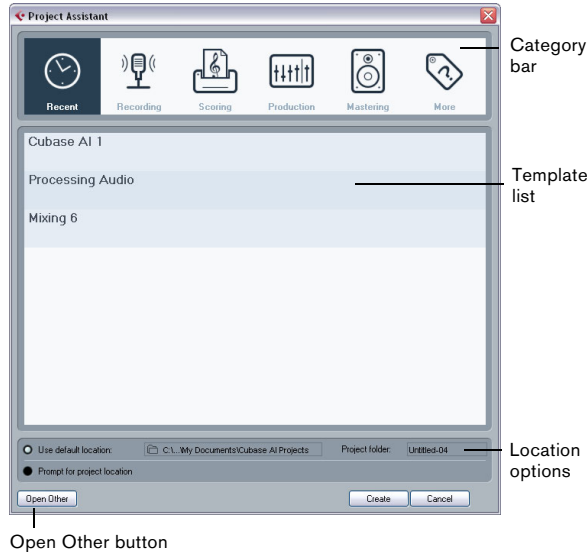 Project Assistant
Category
bar
Recent
Recording
Scoring
Production
Mastering
More
Cubase AI 1
Processing Audio
Template
list
Mixing 6
Use default location:
C:\...\My Documents\Cubase AI Projects
Project folder:
Untitled-04
Location
options
Prompt for project location
Open Other
Create
Cancel
Open Other button